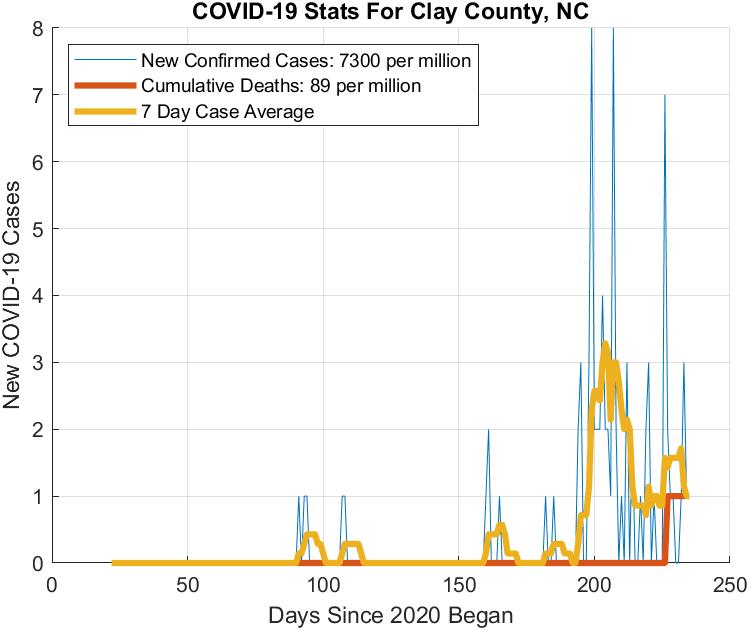 COVID-19 Stats For Clay County, NC
New Confirmed Cases: 7300 per million
Cumulative Deaths: 89 per million
7 Day Case Average
New COVID-19 Cases
8
7
6
5
4
3
2
1
0
0 50 100 150 200 250
Days Since 2020 Began